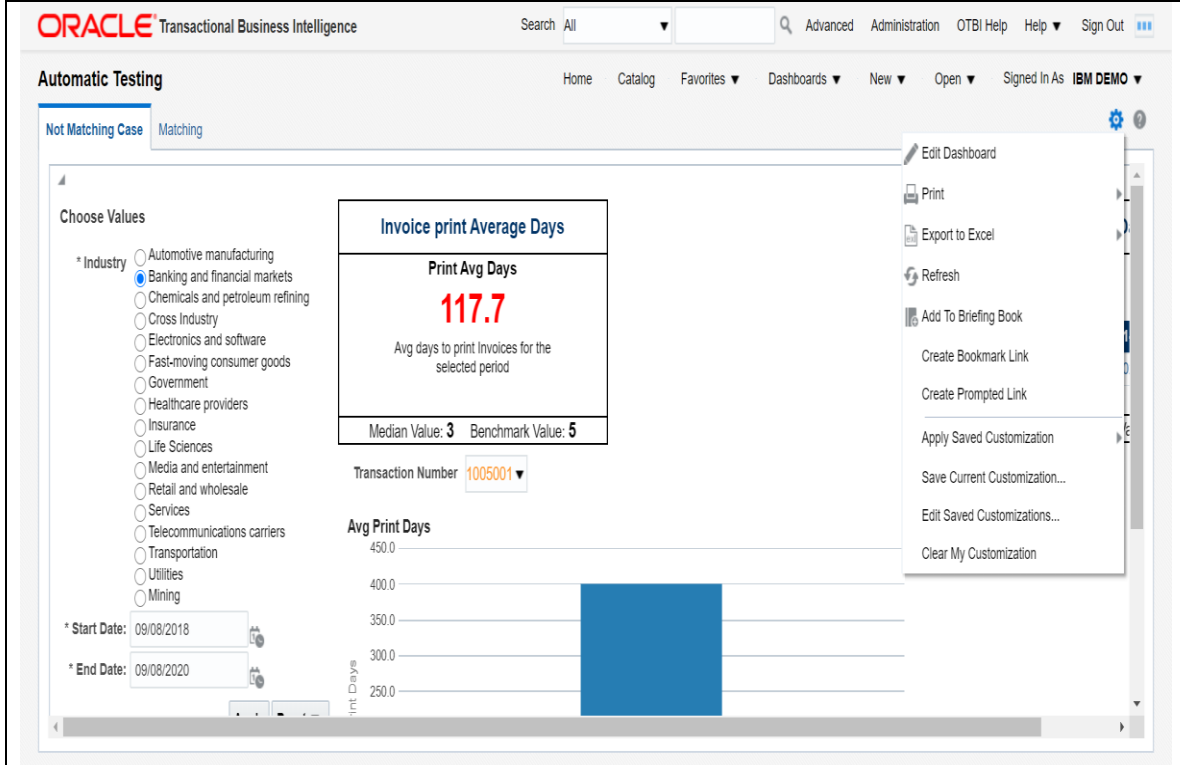 ORACLE Transactional Business Intelligence Search All Advanced Administration OTBI Help Help Sign Out
Automatic Testing Home Catalog Favorites Dashboards New Open Signed In As IBM DEMO
Not Matching Case Matching
Edit Dashboard
Print
Export to Excel
Refresh
Add To Briefing Book
Create Bookmark Link
Create Prompted Link
Apply Saved Customization
Save Current Customization...
Edit Saved Customizations...
Clear My Customization
Choose Values
* Industry
Automotive manufacturing
Banking and financial markets
Chemicals and petroleum refining
Cross Industry
Electronics and software
Fast-moving consumer goods
Government
Healthcare providers
Insurance
Life Sciences
Media and entertainment
Retail and wholesale
Services
Telecommunications carriers
Transportation
Utilities
Mining
* Start Date: 09/08/2018
* End Date: 09/08/2020
Invoice print Average Days
Print Avg Days
117.7
Avg days to print Invoices for the
selected period
Median Value: 3 Benchmark Value: 5
Transaction Number 1005001
Avg Print Days
450.0
400.0
350.0
300.0
250.0
Days